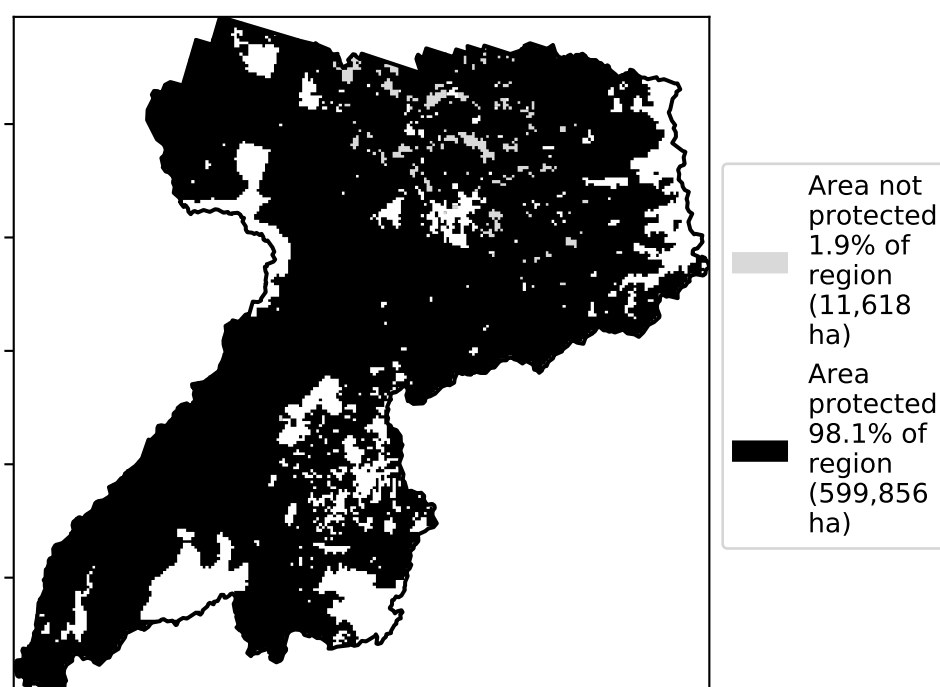 Area not
protected
1.9% of
region
(11,618
ha)
Area
protected
98.1% of
region
(599,856
ha)